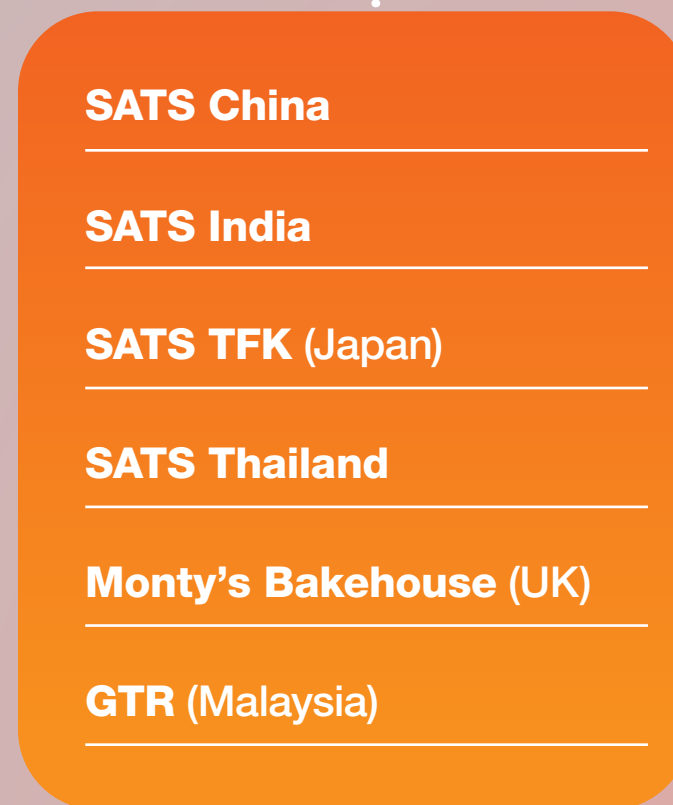 SATS China
SATS India
SATS TFK (Japan)
SATS Thailand
Monty’s Bakehouse (UK)
GTR (Malaysia)